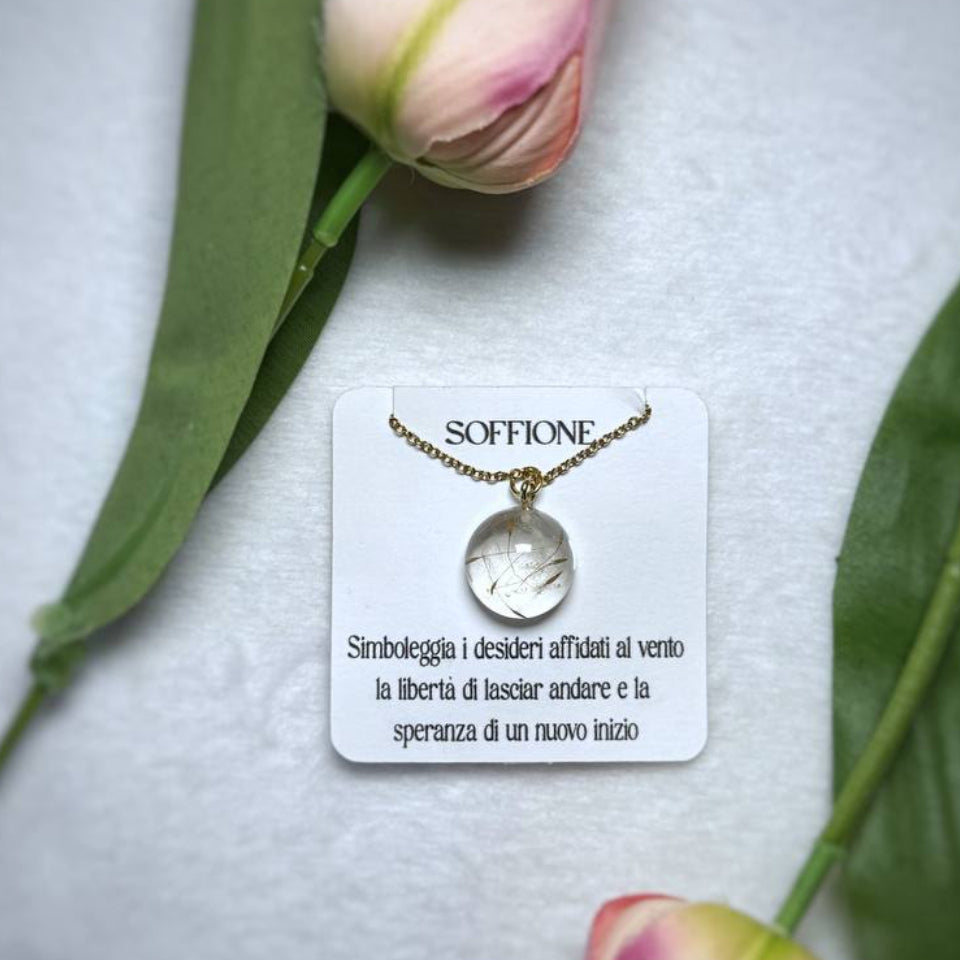 SOFFIONE
Simboleggia i desideri affidati al vento
la libertà di lasciar andare e la
speranza di un nuovo inizio